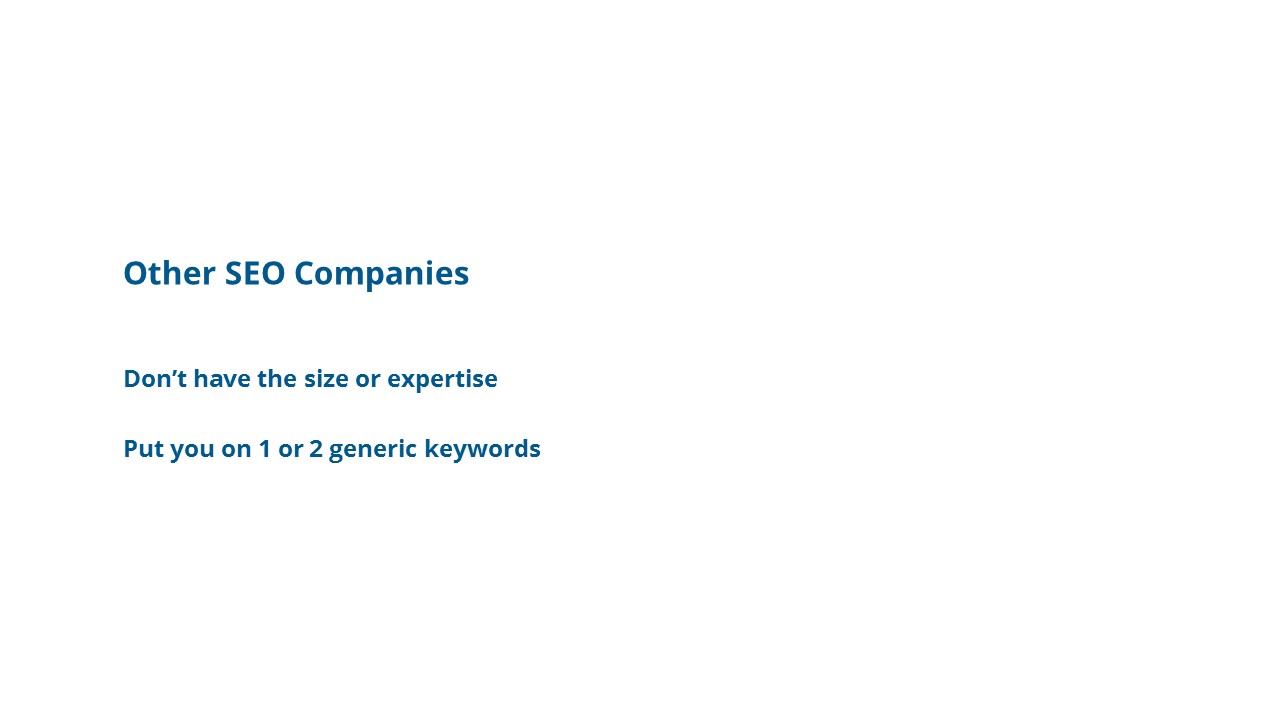 Other SEO Companies
Don’t have the size or expertise
Put you on 1 or 2 generic keywords